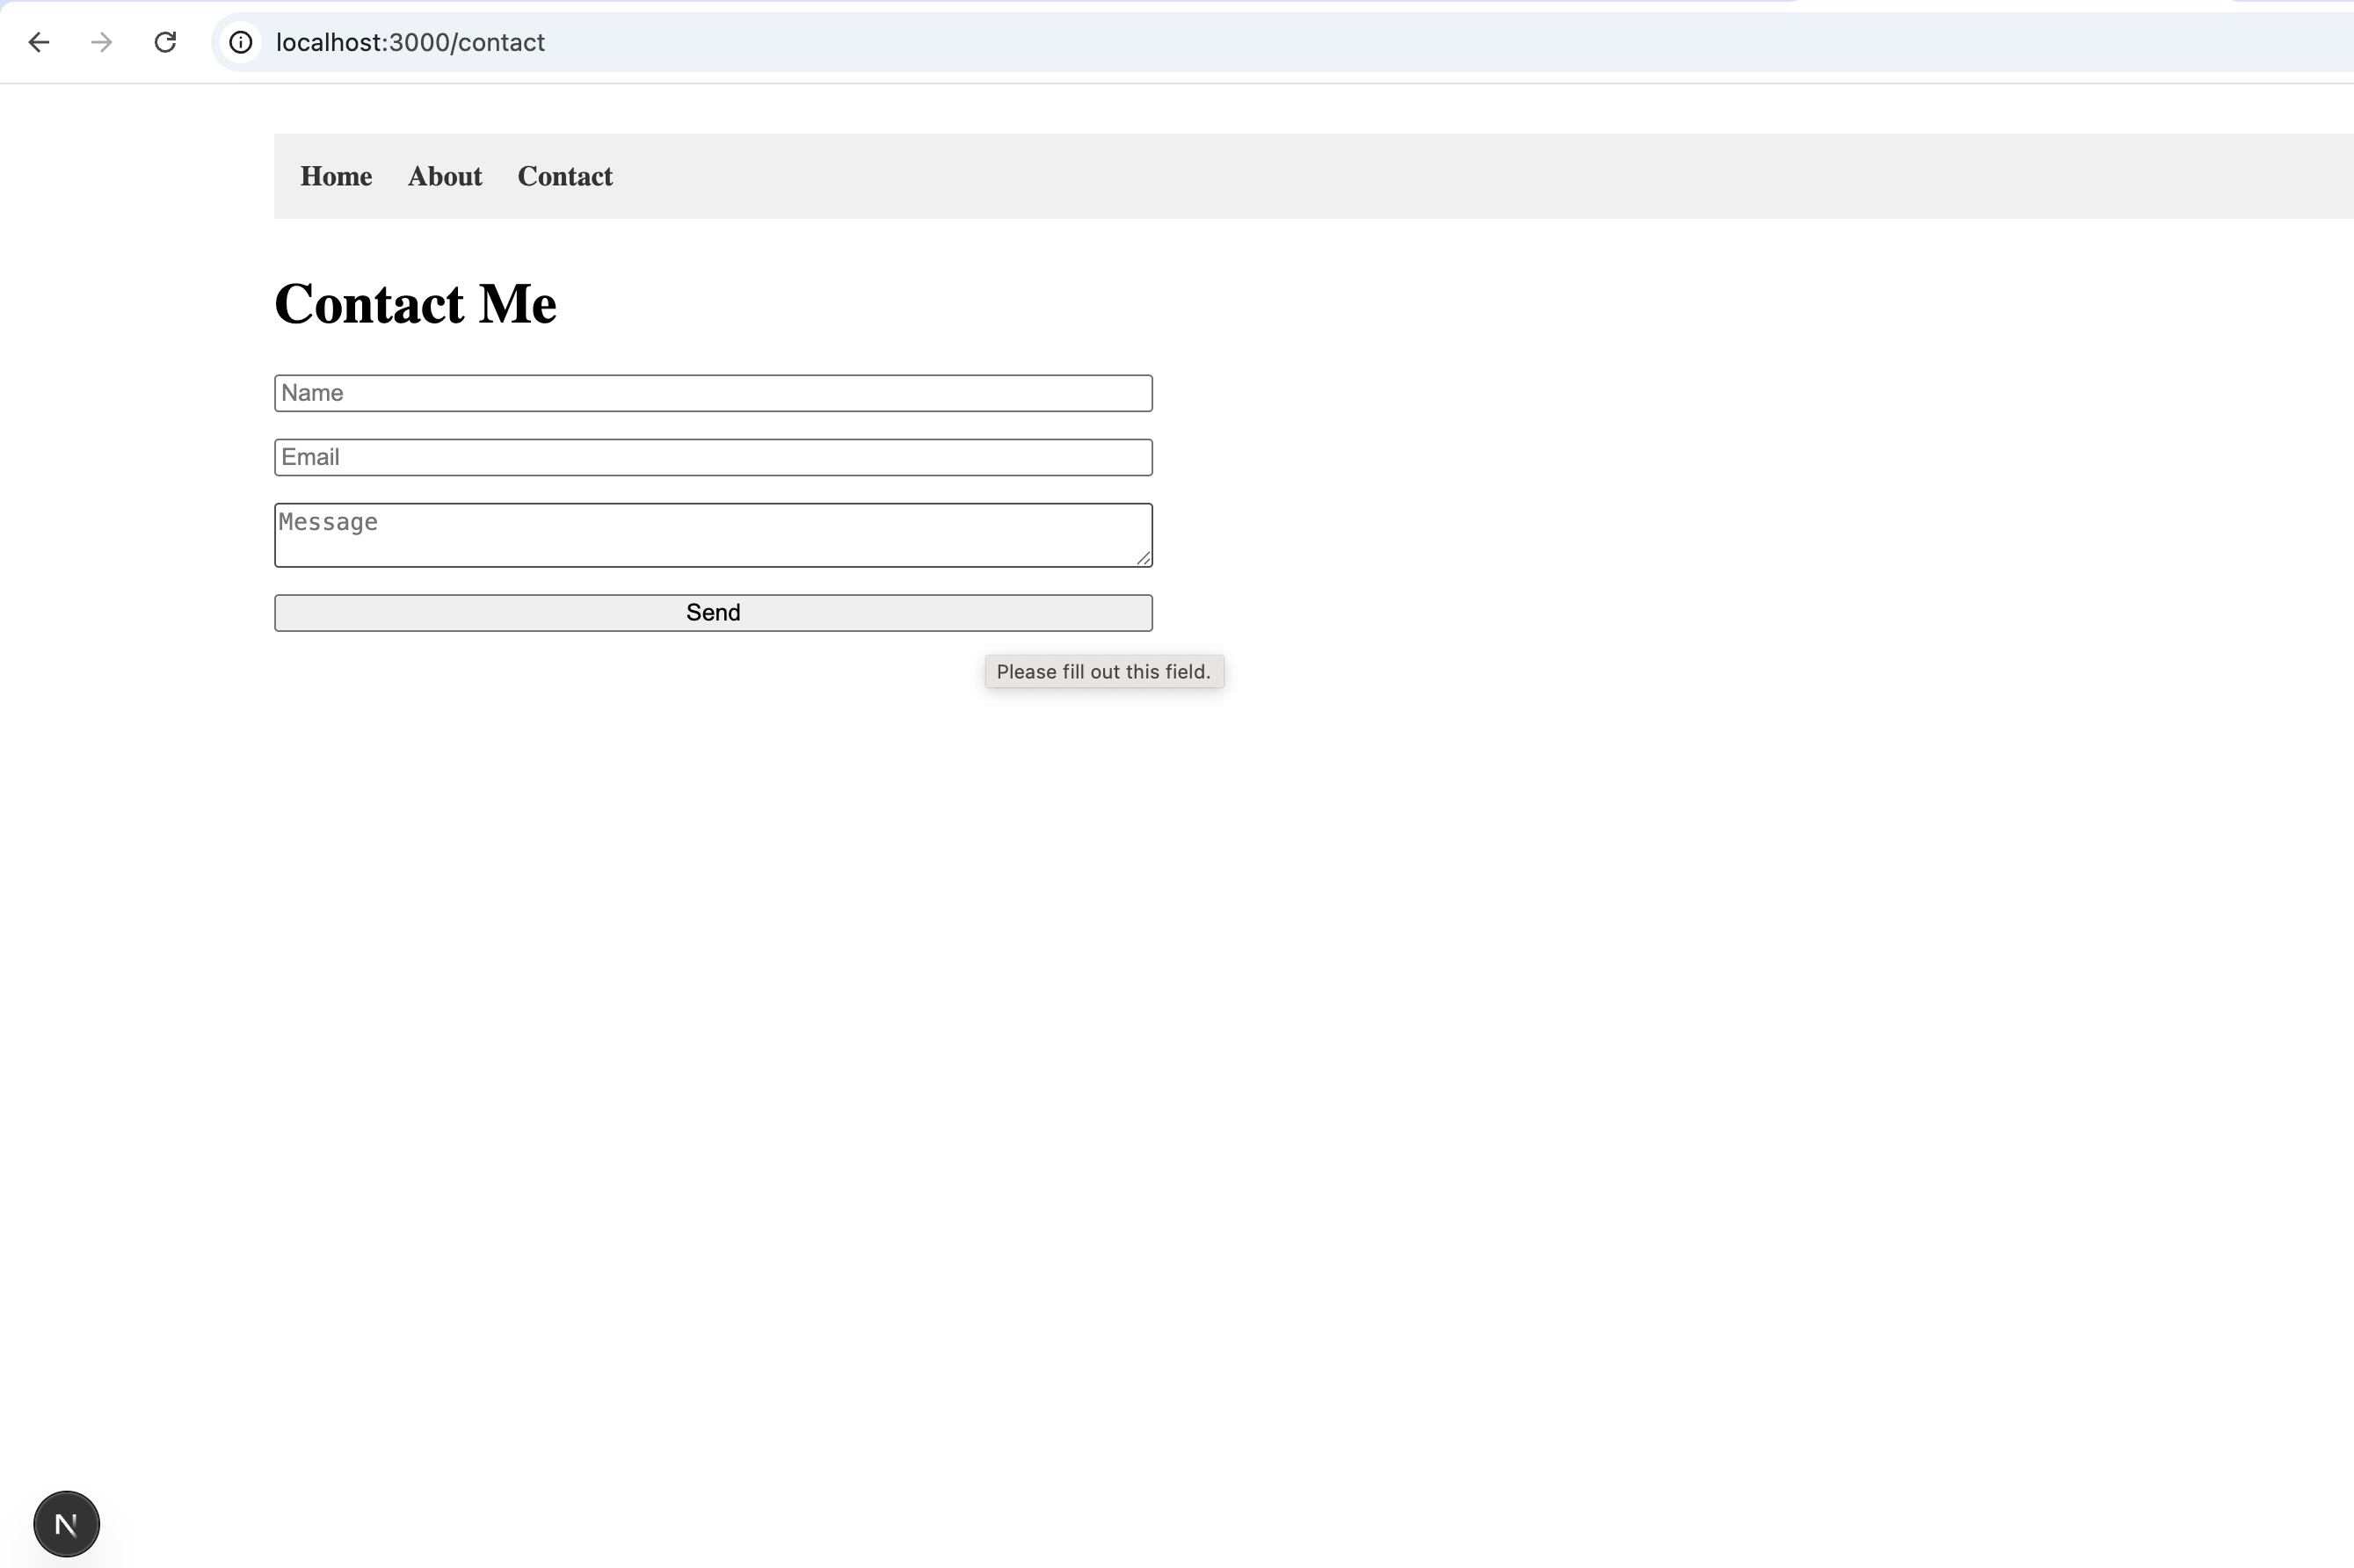 localhost:3000/contact
Home About Contact
Contact Me
Name
Email
Message
Send
Please fill out this field.
N